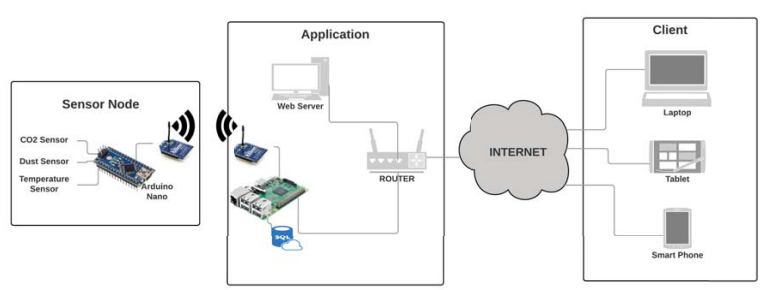 Sensor Node
CO2 Sensor
Dust Sensor
Temperature
Sensor
Arduino
Nano
Application
Web Server
ROUTER
SQL
INTERNET
Client
Laptop
Tablet
Smart Phone